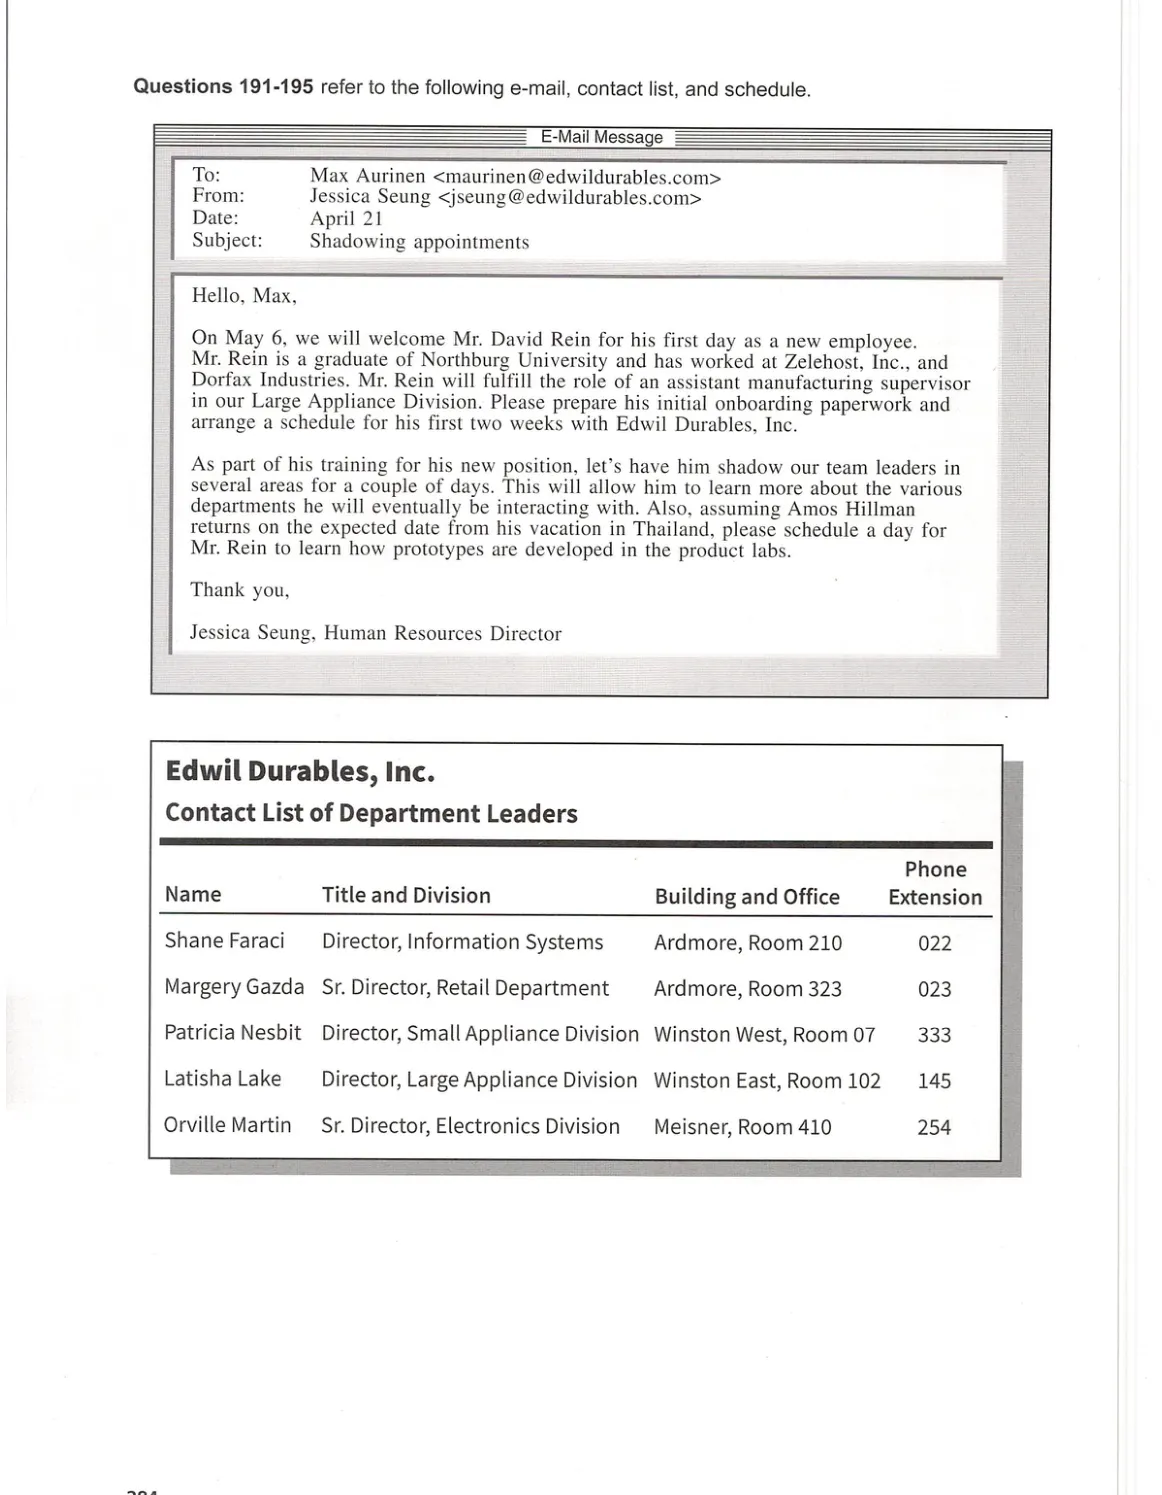 Questions 191-195 refer to the following e-mail, contact list, and schedule.
E-Mail Message
To: Max Aurinen <maurinen@edwildurables.com>
From: Jessica Seung <jseung@edwildurables.com>
Date: April 21
Subject: Shadowing appointments
Hello, Max,
On May 6, we will welcome Mr. David Rein for his first day as a new employee.
Mr. Rein is a graduate of Northburg University and has worked at Zelehost, Inc., and
Dorfax Industries. Mr. Rein will fulfill the role of an assistant manufacturing supervisor
in our Large Appliance Division. Please prepare his initial onboarding paperwork and
arrange a schedule for his first two weeks with Edwil Durables, Inc.
As part of his training for his new position, let's have him shadow our team leaders in
several areas for a couple of days. This will allow him to learn more about the various
departments he will eventually be interacting with. Also, assuming Amos Hillman
returns on the expected date from his vacation in Thailand, please schedule a day for
Mr. Rein to learn how prototypes are developed in the product labs.
Thank you,
Jessica Seung, Human Resources Director
Edwil Durables, Inc.
Contact List of Department Leaders
Name Title and Division Building and Office Phone Extension
Shane Faraci Director, Information Systems Ardmore, Room 210 022
Margery Gazda Sr. Director, Retail Department Ardmore, Room 323 023
Patricia Nesbit Director, Small Appliance Division Winston West, Room 07 333
Latisha Lake Director, Large Appliance Division Winston East, Room 102 145
Orville Martin Sr. Director, Electronics Division Meisner, Room 410 254